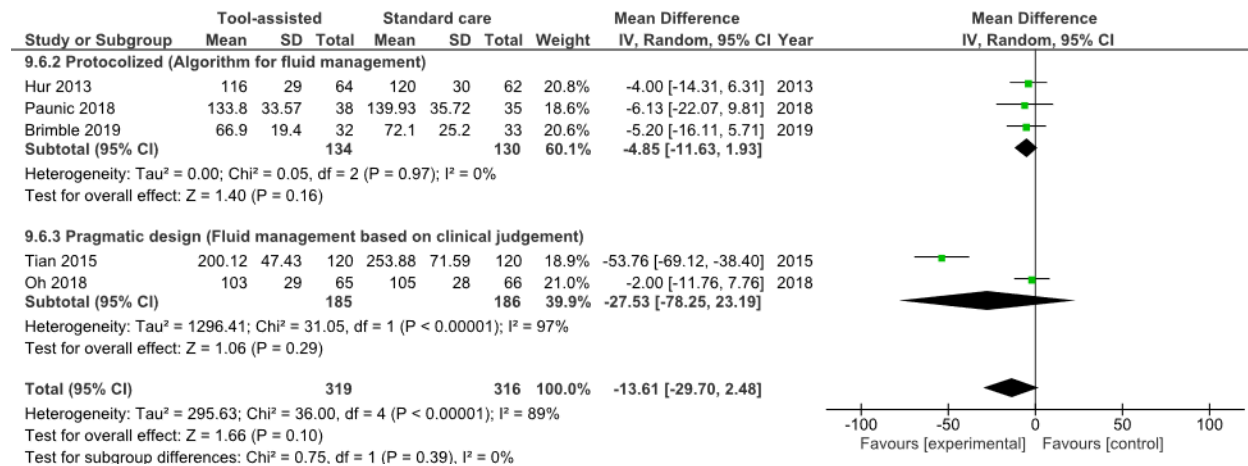 Tool-assisted Standard care Mean Difference Mean Difference
Study or Subgroup Mean SD Total Mean SD Total Weight IV, Random, 95% CI Year IV, Random, 95% CI
9.6.2 Protocolized (Algorithm for fluid management)
Hur 2013 116 29 64 120 30 62 20.8% -4.00 [-14.31, 6.31] 2013
Paunic 2018 133.8 33.57 38 139.93 35.72 35 18.6% -6.13 [-22.07, 9.81] 2018
Brimble 2019 66.9 19.4 32 72.1 25.2 33 20.6% -5.20 [-16.11, 5.71] 2019
Subtotal (95% CI) 134 130 60.1% -4.85 [-11.63, 1.93]
Heterogeneity: Tau² = 0.00; Chi² = 0.05, df = 2 (P = 0.97); I² = 0%
Test for overall effect: Z = 1.40 (P = 0.16)
9.6.3 Pragmatic design (Fluid management based on clinical judgement)
Tian 2015 200.12 47.43 120 253.88 71.59 120 18.9% -53.76 [-69.12, -38.40] 2015
Oh 2018 103 29 65 105 28 66 21.0% -2.00 [-11.76, 7.76] 2018
Subtotal (95% CI) 185 186 39.9% -27.53 [-78.25, 23.19]
Heterogeneity: Tau² = 1296.41; Chi² = 31.05, df = 1 (P < 0.00001); I² = 97%
Test for overall effect: Z = 1.06 (P = 0.29)
Total (95% CI) 319 316 100.0% -13.61 [-29.70, 2.48]
Heterogeneity: Tau² = 295.63; Chi² = 36.00, df = 4 (P < 0.00001); I² = 89%
Test for overall effect: Z = 1.66 (P = 0.10)
Test for subgroup differences: Chi² = 0.75, df = 1 (P = 0.39), I² = 0%
-100 -50 0 50 100
Favours [experimental] Favours [control]